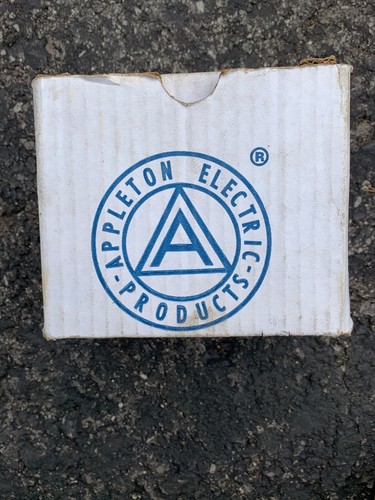 ®
APPLETON ELECTRIC
-PRODUCTS-
A